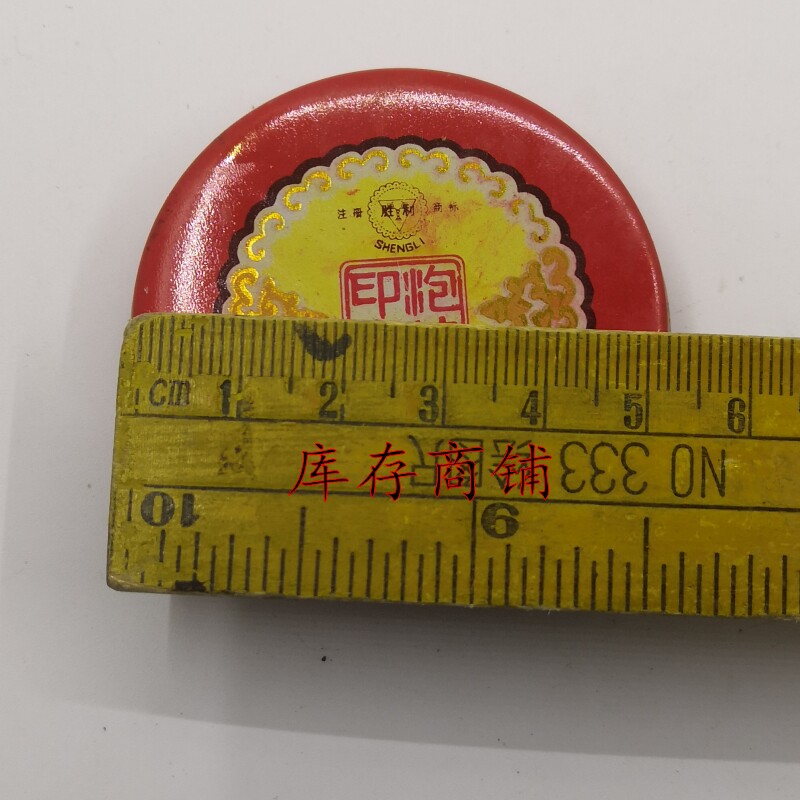 注册 胜利 商标
SHENGLI
印泡
cm 1 2 3 4 5 6
库存商铺
NO 333
10 9